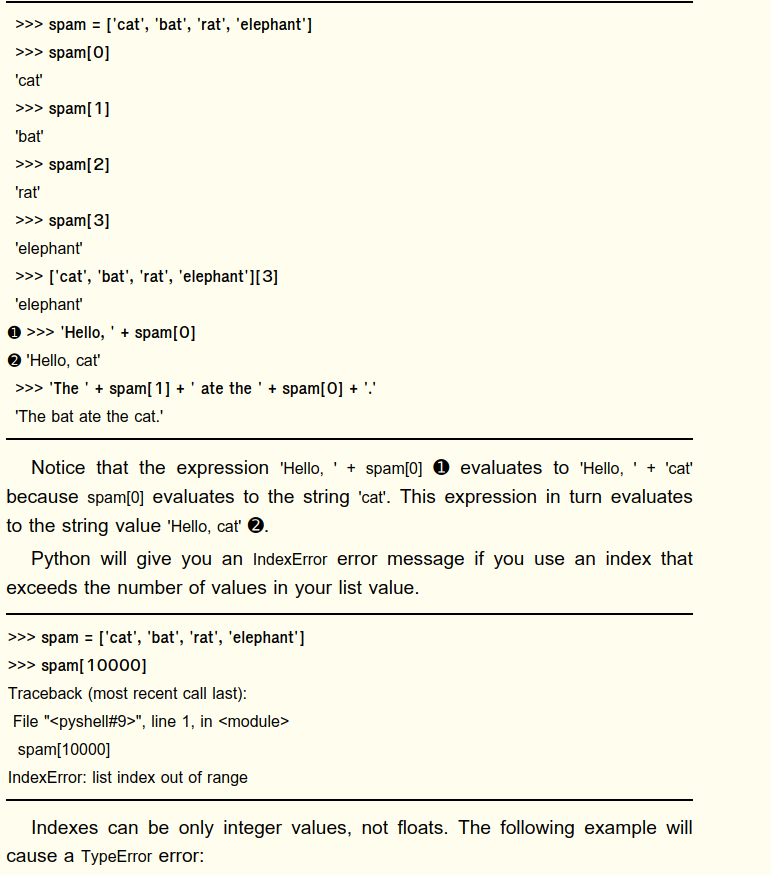 >>> spam = ['cat', 'bat', 'rat', 'elephant']
>>> spam[0]
'cat'
>>> spam[1]
'bat'
>>> spam[2]
'rat'
>>> spam[3]
'elephant'
>>> ['cat', 'bat', 'rat', 'elephant'][3]
'elephant'
❶ >>> 'Hello, ' + spam[0]
❷ 'Hello, cat'
>>> 'The ' + spam[1] + ' ate the ' + spam[0] + '.'
'The bat ate the cat.'
Notice that the expression 'Hello, ' + spam[0] ❶ evaluates to 'Hello, ' + 'cat'
because spam[0] evaluates to the string 'cat'. This expression in turn evaluates
to the string value 'Hello, cat' ❷.
Python will give you an IndexError error message if you use an index that
exceeds the number of values in your list value.
>>> spam = ['cat', 'bat', 'rat', 'elephant']
>>> spam[10000]
Traceback (most recent call last):
File "<pyshell#9>", line 1, in <module>
spam[10000]
IndexError: list index out of range
Indexes can be only integer values, not floats. The following example will
cause a TypeError error: